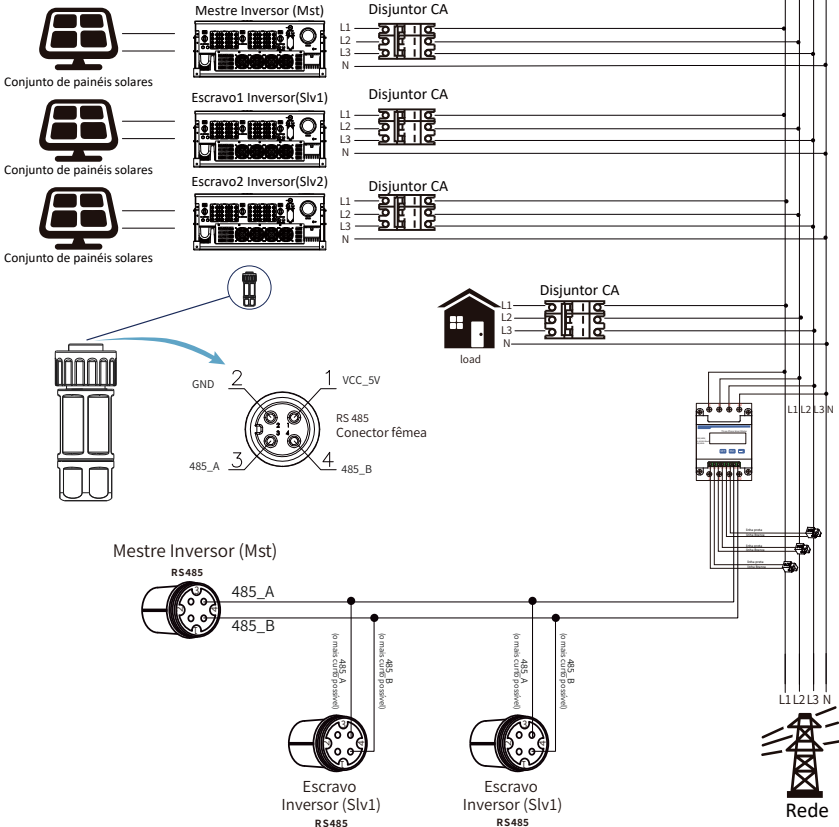 Mestre Inversor (Mst)
Disjuntor CA
L1
L2
L3
N
Conjunto de painéis solares
Escravo1 Inversor(Slv1)
Disjuntor CA
L1
L2
L3
N
Conjunto de painéis solares
Escravo2 Inversor(Slv2)
Disjuntor CA
L1
L2
L3
N
Conjunto de painéis solares
Disjuntor CA
L1
L2
L3
N
load
GND
2
1
VCC_5V
2
1
3
4
RS 485
Conector fêmea
485_A
3
4
485_B
L1 L2 L3 N
Mestre Inversor (Mst)
RS485
485_A
485_B
485_A
(o mais curto possível)
485_B
(o mais curto possível)
485_A
(o mais curto possível)
485_B
(o mais curto possível)
L1 L2 L3 N
Escravo
Inversor (Slv1)
RS485
Escravo
Inversor (Slv1)
RS485
Rede